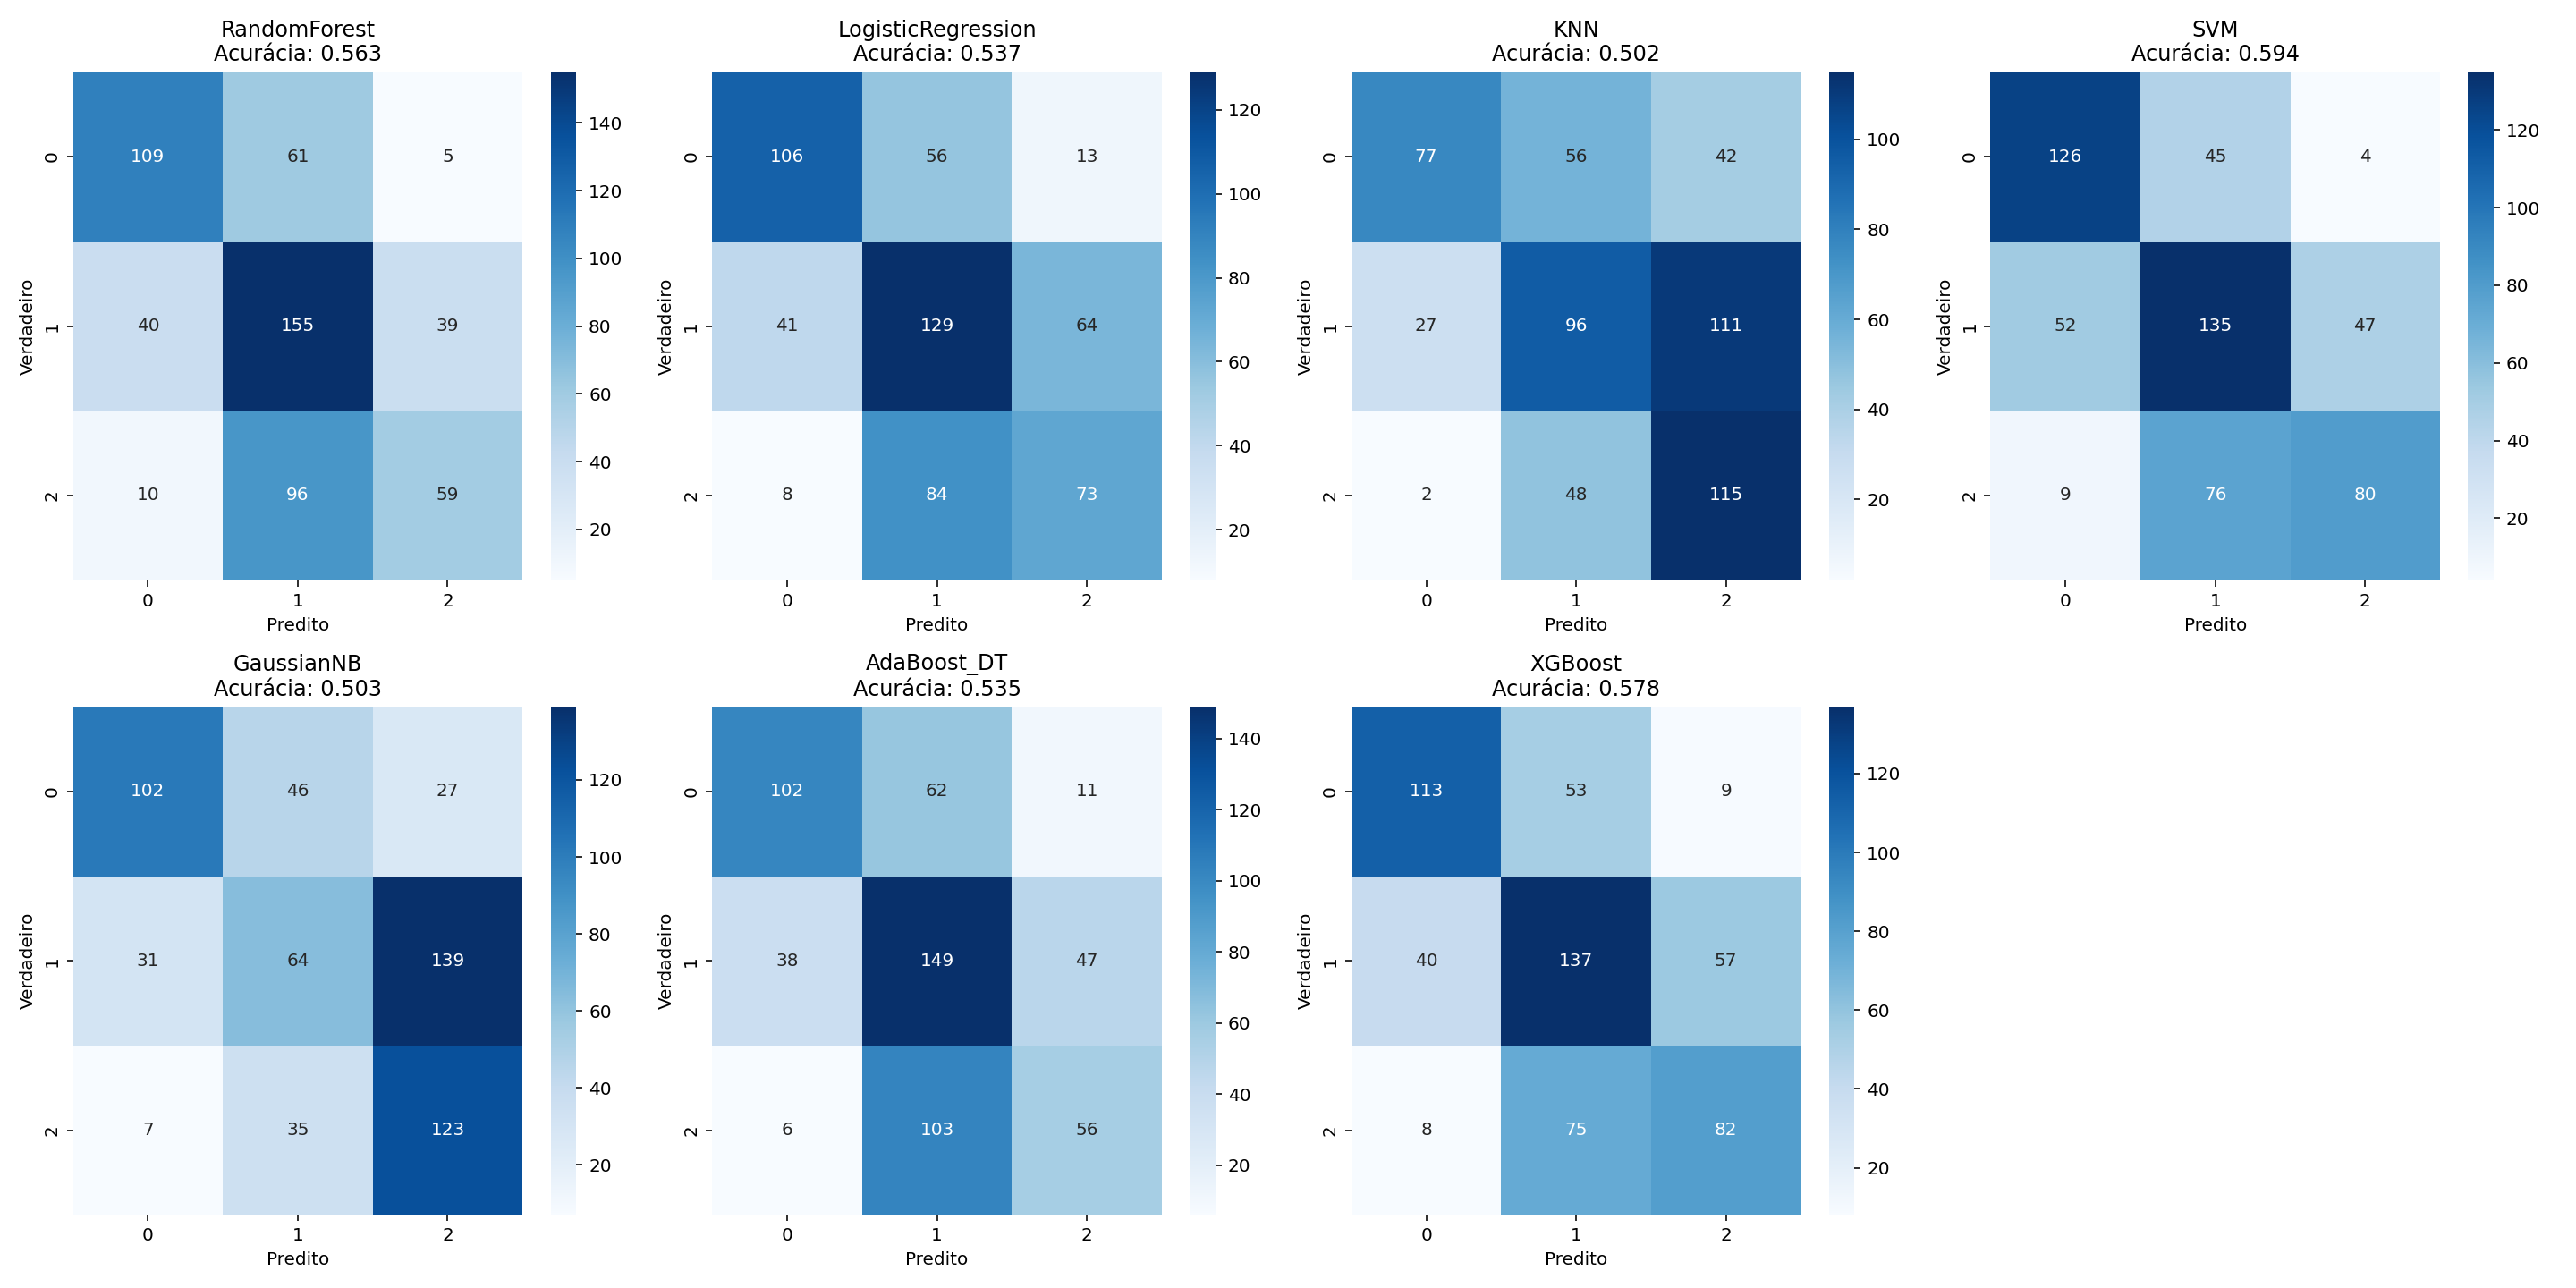 RandomForest
Acurácia: 0.563
0
109 61 5
Verdadeiro
1
40 155 39
2
10 96 59
0 1 2
Predito
140
120
100
80
60
40
20
LogisticRegression
Acurácia: 0.537
0
106 56 13
Verdadeiro
1
41 129 64
2
8 84 73
0 1 2
Predito
120
100
80
60
40
20
KNN
Acurácia: 0.502
0
77 56 42
Verdadeiro
1
27 96 111
2
2 48 115
0 1 2
Predito
100
80
60
40
20
SVM
Acurácia: 0.594
0
126 45 4
Verdadeiro
1
52 135 47
2
9 76 80
0 1 2
Predito
120
100
80
60
40
20
GaussianNB
Acurácia: 0.503
0
102 46 27
Verdadeiro
1
31 64 139
2
7 35 123
0 1 2
Predito
120
100
80
60
40
20
AdaBoost_DT
Acurácia: 0.535
0
102 62 11
Verdadeiro
1
38 149 47
2
6 103 56
0 1 2
Predito
140
120
100
80
60
40
20
XGBoost
Acurácia: 0.578
0
113 53 9
Verdadeiro
1
40 137 57
2
8 75 82
0 1 2
Predito
120
100
80
60
40
20